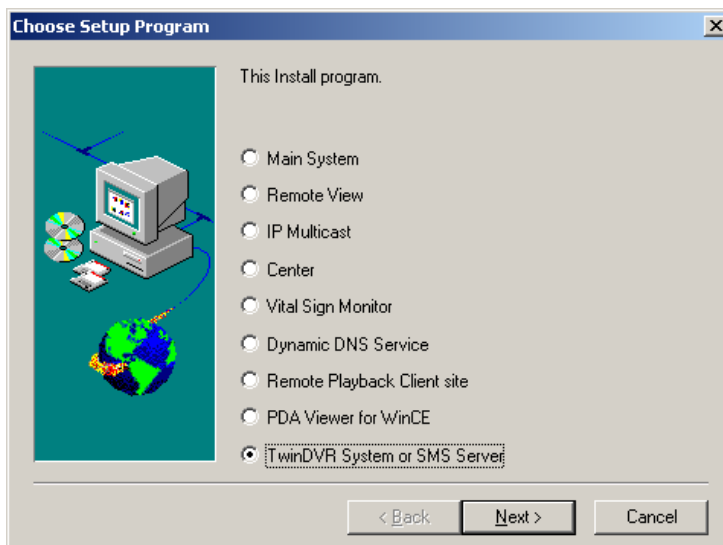 Choose Setup Program
This Install program.
Main System
Remote View
IP Multicast
Center
Vital Sign Monitor
Dynamic DNS Service
Remote Playback Client site
PDA Viewer for WinCE
TwinDVR System or SMS Server
< Back
Next >
Cancel